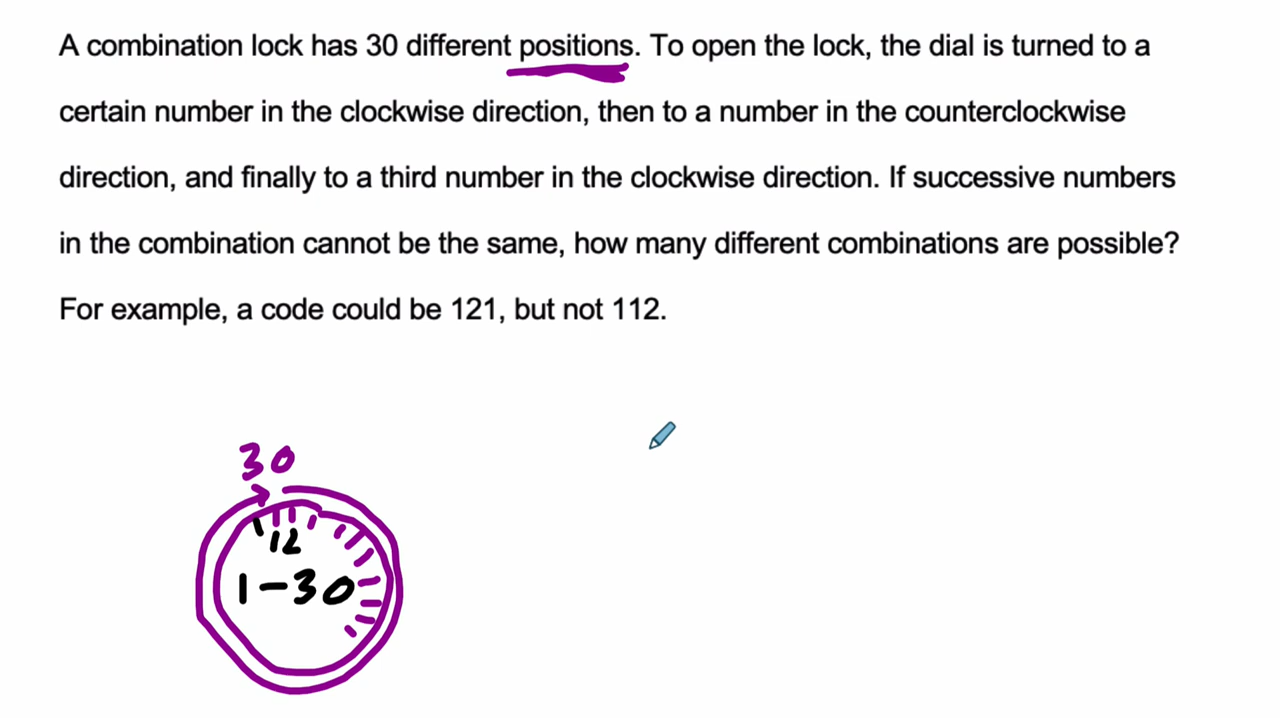 A combination lock has 30 different positions. To open the lock, the dial is turned to a
certain number in the clockwise direction, then to a number in the counterclockwise
direction, and finally to a third number in the clockwise direction. If successive numbers
in the combination cannot be the same, how many different combinations are possible?
For example, a code could be 121, but not 112.
30
12
1-30